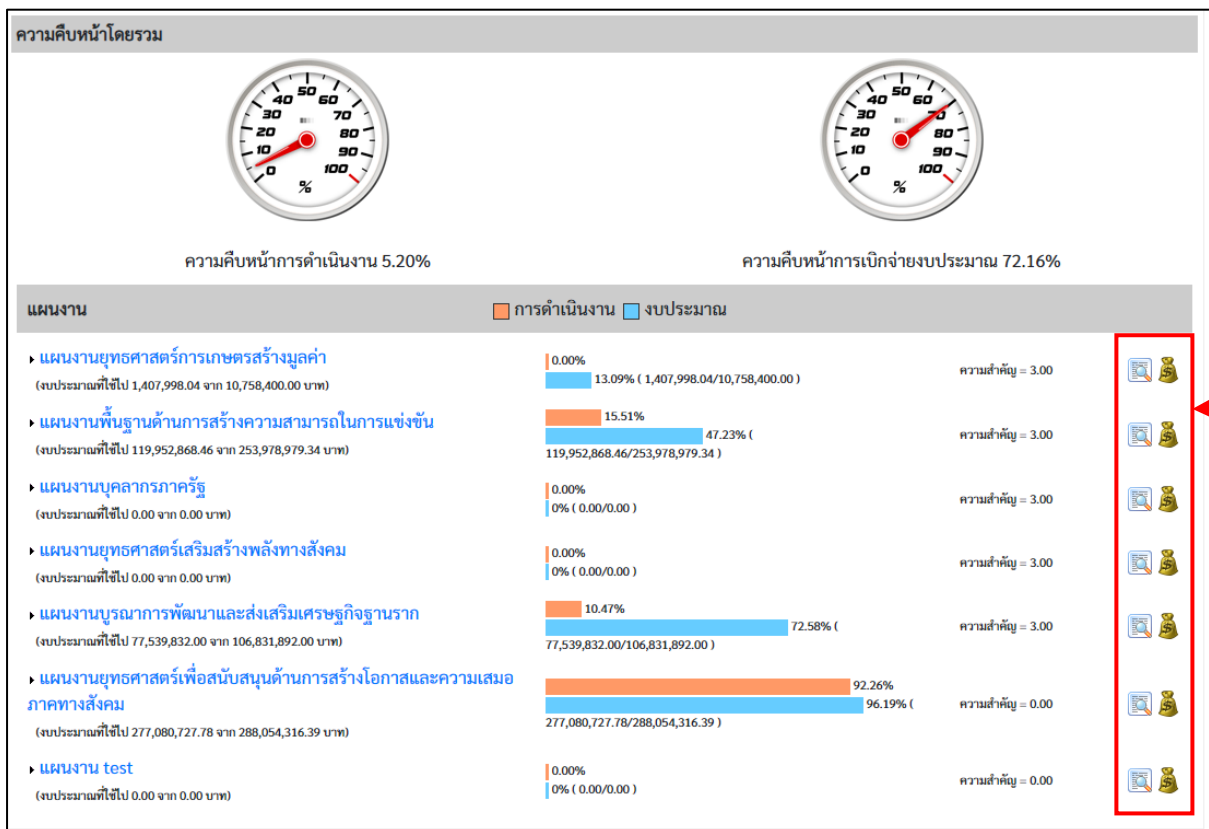 ความคืบหน้าโดยรวม
0 10 20 30 40 50 60 70 80 90 100 %
0 10 20 30 40 50 60 70 80 90 100 %
ความคืบหน้าการดำเนินงาน 5.20%
ความคืบหน้าการเบิกจ่ายงบประมาณ 72.16%
แผนงาน การดำเนินงาน งบประมาณ
แผนงานยุทธศาสตร์การเกษตรสร้างมูลค่า
(งบประมาณที่ใช้ไป 1,407,998.04 จาก 10,758,400.00 บาท)
0.00%
13.09% ( 1,407,998.04/10,758,400.00 )
ความสำคัญ = 3.00
แผนงานพื้นฐานด้านการสร้างความสามารถในการแข่งขัน
(งบประมาณที่ใช้ไป 119,952,868.46 จาก 253,978,979.34 บาท)
15.51%
47.23% (
119,952,868.46/253,978,979.34 )
ความสำคัญ = 3.00
แผนงานบุคลากรภาครัฐ
(งบประมาณที่ใช้ไป 0.00 จาก 0.00 บาท)
0.00%
0% ( 0.00/0.00 )
ความสำคัญ = 3.00
แผนงานยุทธศาสตร์เสริมสร้างพลังทางสังคม
(งบประมาณที่ใช้ไป 0.00 จาก 0.00 บาท)
0.00%
0% ( 0.00/0.00 )
ความสำคัญ = 3.00
แผนงานบูรณาการพัฒนาและส่งเสริมเศรษฐกิจฐานราก
(งบประมาณที่ใช้ไป 77,539,832.00 จาก 106,831,892.00 บาท)
10.47%
72.58% (
77,539,832.00/106,831,892.00 )
ความสำคัญ = 3.00
แผนงานยุทธศาสตร์เพื่อสนับสนุนด้านการสร้างโอกาสและความเสมอ
ภาคทางสังคม
(งบประมาณที่ใช้ไป 277,080,727.78 จาก 288,054,316.39 บาท)
92.26%
96.19% (
277,080,727.78/288,054,316.39 )
ความสำคัญ = 0.00
แผนงาน test
(งบประมาณที่ใช้ไป 0.00 จาก 0.00 บาท)
0.00%
0% ( 0.00/0.00 )
ความสำคัญ = 0.00